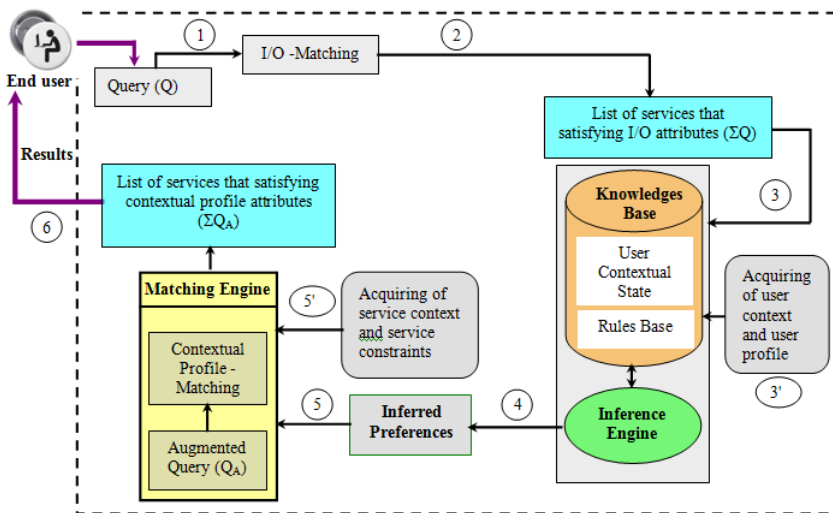 1
2
I/O -Matching
End user
Query (Q)
List of services that
satisfying I/O attributes (ΣQ)
Results
List of services that satisfying
contextual profile attributes
(ΣQA)
6
3
Knowledges
Base
User
Contextual
State
Rules Base
Acquiring
of user
context
and user
profile
3'
Matching Engine
5'
Acquiring of
service context
and service
constraints
Contextual
Profile -
Matching
5
Inferred
Preferences
4
Inference
Engine
Augmented
Query (QA)